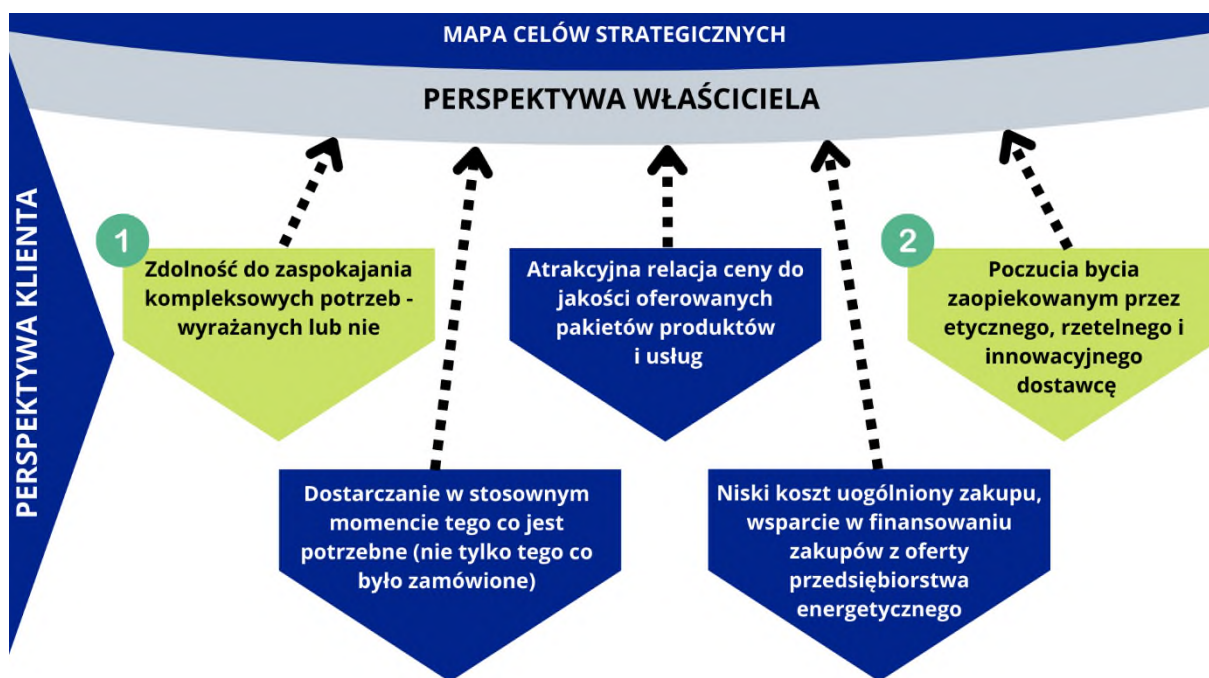 MAPA CELÓW STRATEGICZNYCH
PERSPEKTYWA WŁAŚCICIELA
PERSPEKTYWA KLIENTA
1
Zdolność do zaspokajania
kompleksowych potrzeb -
wyrażanych lub nie
Atrakcyjna relacja ceny do
jakości oferowanych
pakietów produktów
i usług
2
Poczucia bycia
zaopiekowanym przez
etycznego, rzetelnego i
innowacyjnego
dostawcę
Dostarczanie w stosownym
momencie tego co jest
potrzebne (nie tylko tego co
było zamówione)
Niski koszt uogólniony zakupu,
wsparcie w finansowaniu
zakupów z oferty
przedsiębiorstwa
energetycznego